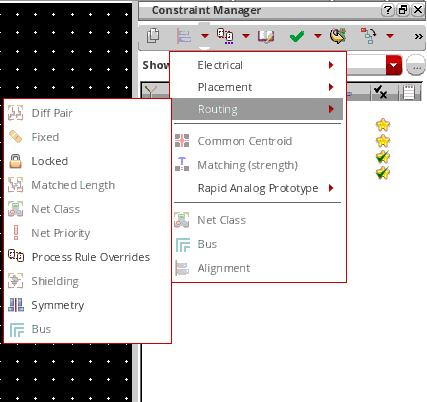 Constraint Manager
Electrical
Placement
Routing
Common Centroid
Matching (strength)
Rapid Analog Prototype
Net Class
Bus
Alignment
Diff Pair
Fixed
Locked
Matched Length
Net Class
Net Priority
Process Rule Overrides
Shielding
Symmetry
Bus